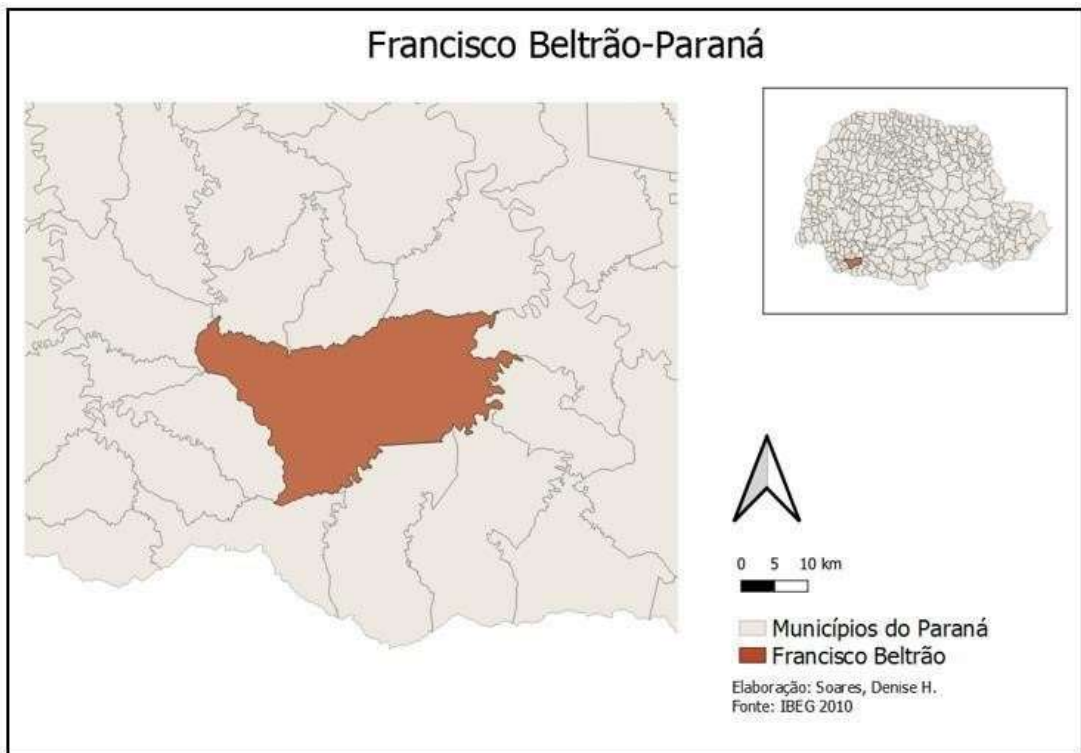 Francisco Beltrão-Paraná
0 5 10 km
Municípios do Paraná
Francisco Beltrão
Elaboração: Soares, Denise H.
Fonte: IBEG 2010